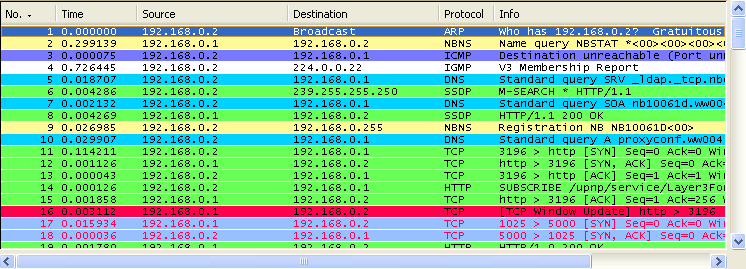 No. Time Source Destination Protocol Info
1 0.000000 192.168.0.2 Broadcast ARP Who has 192.168.0.2? Gratuitous
2 0.299139 192.168.0.1 192.168.0.2 NBNS Name query NBSTAT *<00><00><00><
3 0.000075 192.168.0.2 192.168.0.1 ICMP Destination unreachable (Port un
4 0.726445 192.168.0.2 224.0.0.22 IGMP V3 Membership Report
5 0.018707 192.168.0.2 192.168.0.1 DNS Standard query SRV _ldap._tcp.nb
6 0.004286 192.168.0.2 239.255.255.250 SSDP M-SEARCH * HTTP/1.1
7 0.002132 192.168.0.2 192.168.0.1 DNS Standard query SOA nb10061d.ww00
8 0.004269 192.168.0.1 192.168.0.2 SSDP HTTP/1.1 200 OK
9 0.026985 192.168.0.2 192.168.0.255 NBNS Registration NB NB10061D<00>
10 0.029907 192.168.0.2 192.168.0.1 DNS Standard query A proxyconf.ww004
11 0.114211 192.168.0.2 192.168.0.1 TCP 3196 > http [SYN] Seq=0 Ack=0 Wi
12 0.001126 192.168.0.1 192.168.0.2 TCP http > 3196 [SYN, ACK] Seq=0 Ack
13 0.000043 192.168.0.2 192.168.0.1 TCP 3196 > http [ACK] Seq=1 Ack=1 Wi
14 0.000126 192.168.0.2 192.168.0.1 HTTP SUBSCRIBE /upnp/service/Layer3For
15 0.001858 192.168.0.1 192.168.0.2 TCP http > 3196 [ACK] Seq=1 Ack=256 W
16 0.003112 192.168.0.1 192.168.0.2 TCP [TCP Window Update] http > 3196
17 0.015934 192.168.0.1 192.168.0.2 TCP 1025 > 5000 [SYN] Seq=0 Ack=0 Wi
18 0.000036 192.168.0.2 192.168.0.1 TCP 5000 > 1025 [SYN, ACK] Seq=0 Ack
19 0.001780 192.168.0.1 192.168.0.2 HTTP HTTP/1.0 200 OK